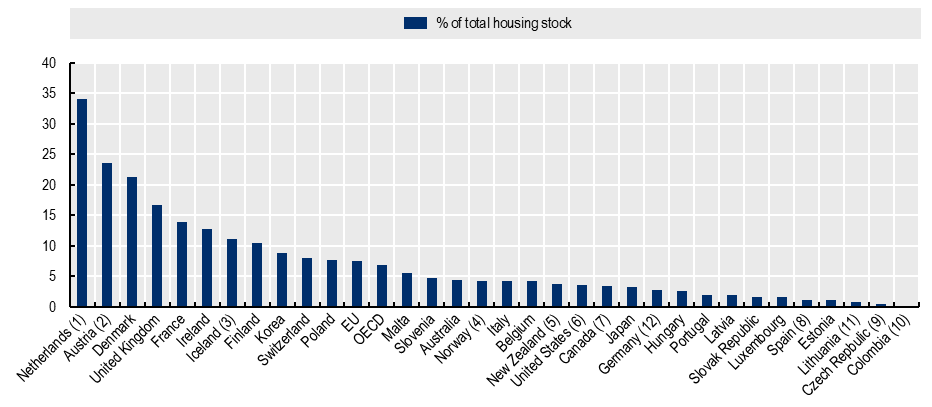 % of total housing stock
40
35
30
25
20
15
10
5
0
Netherlands (1)
Austria (2)
Denmark
United Kingdom
France
Ireland
Iceland (3)
Finland
Korea
Switzerland
Poland
EU
OECD
Malta
Slovenia
Australia
Norway (4)
Italy
Belgium
New Zealand (5)
United States (6)
Canada (7)
Japan
Germany (12)
Hungary
Portugal
Latvia
Slovak Republic
Luxembourg
Spain (8)
Estonia
Lithuania (11)
Czech Repbulic (9)
Colombia (10)